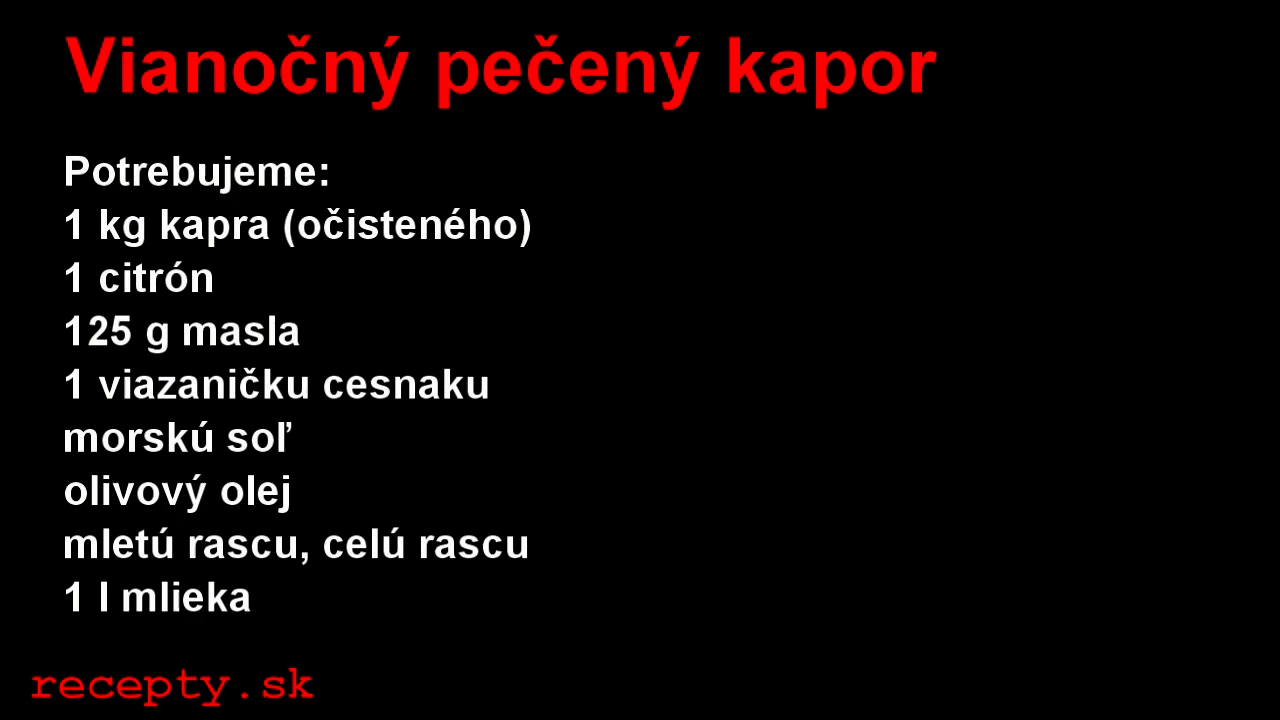 Vianočný pečený kapor
Potrebujeme:
1 kg kapra (očisteného)
1 citrón
125 g masla
1 viazaničku cesnaku
morskú soľ
olivový olej
mletú rascu, celú rascu
1 l mlieka
recepty.sk